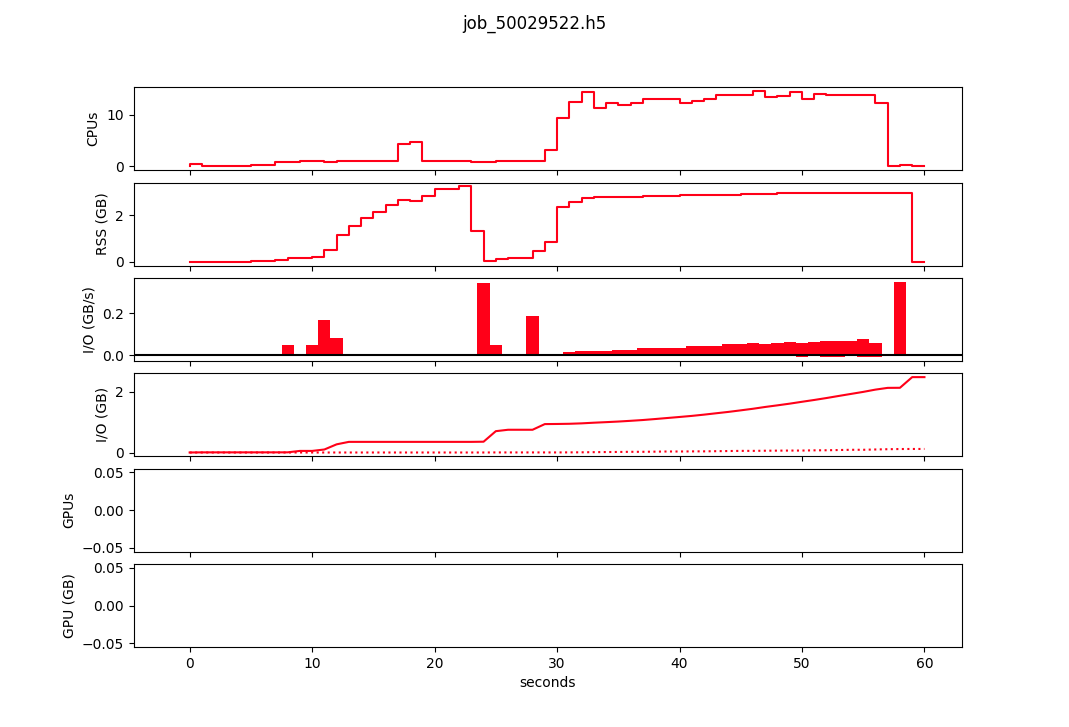 job_50029522.h5
CPUs
10
0
RSS (GB)
2
0
I/O (GB/s)
0.2
0.0
I/O (GB)
2
0
GPUs
0.05
0.00
−0.05
GPU (GB)
0.05
0.00
−0.05
0 10 20 30 40 50 60
seconds